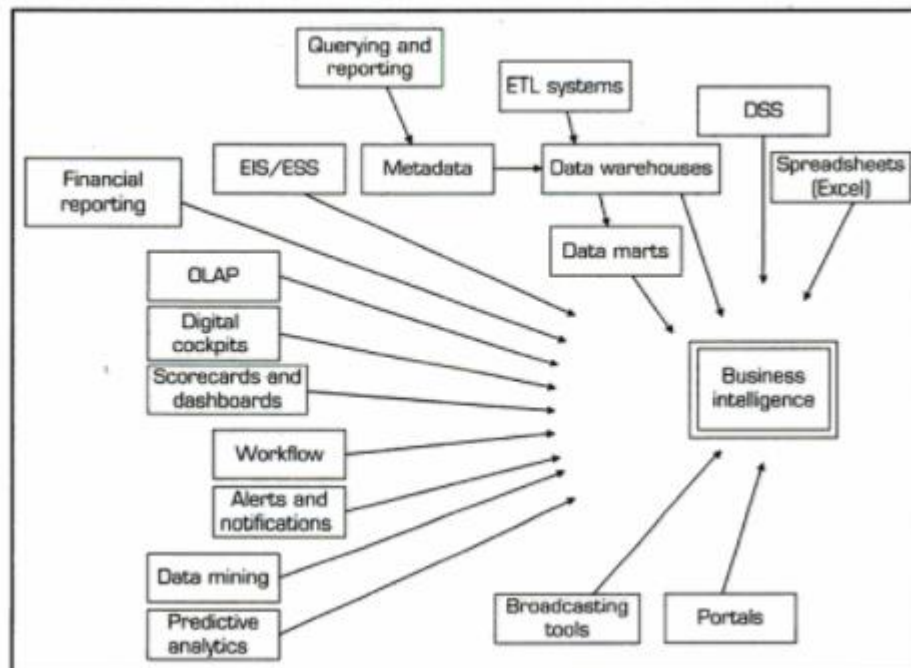 Querying and
reporting
ETL systems
DSS
EIS/ESS
Metadata
Data warehouses
Spreadsheets
(Excel)
Financial
reporting
Data marts
OLAP
Digital
cockpits
Scorecards and
dashboards
Business
intelligence
Workflow
Alerts and
notifications
Data mining
Predictive
analytics
Broadcasting
tools
Portals